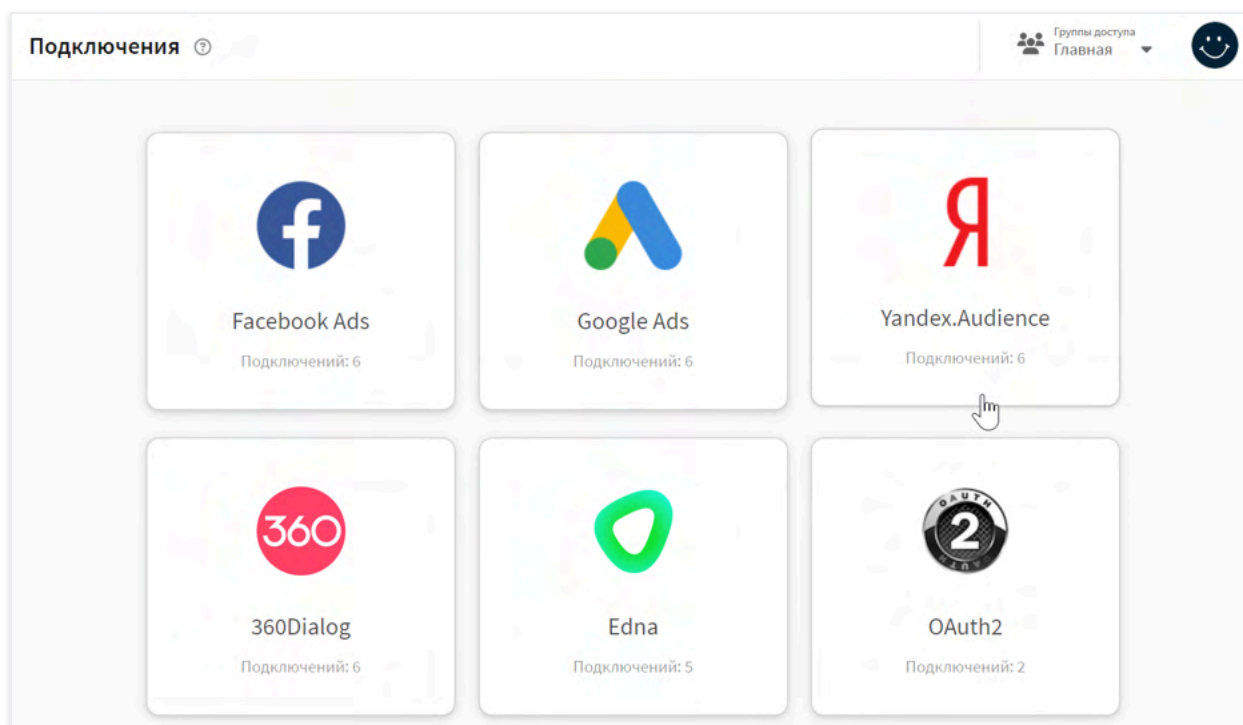 Подключения ?
Группы доступа
Главная
Facebook Ads
Подключений: 6
Google Ads
Подключений: 6
Я
Yandex.Audience
Подключений: 6
360
360Dialog
Подключений: 6
Edna
Подключений: 5
OAUTH
2
OAUTH
OAuth2
Подключений: 2